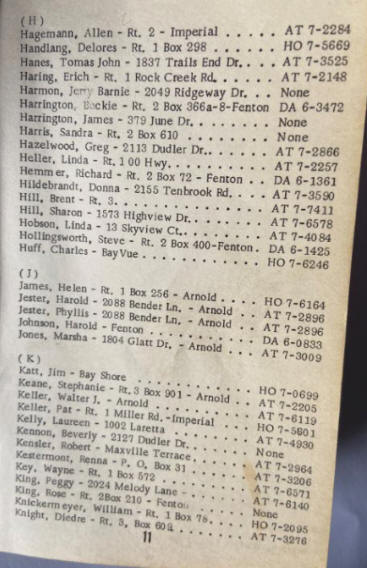 (H)
Hagemann, Allen - Rt. 2 - Imperial . . . . . AT 7-2284
Handlang, Delores - Rt. 1 Box 298 . . . . . . HO 7-5669
Hanes, Tomas John - 1837 Trails End Dr. . . . AT 7-3525
Haring, Erich - Rt. 1 Rock Creek Rd. . . . . . AT 7-2148
Harmon, Jerry Barnie - 2049 Ridgeway Dr. . . None
Harrington, Beckie - Rt. 2 Box 366a-8-Fenton DA 6-3472
Harrington, James - 379 June Dr. . . . . . . . None
Harris, Sandra - Rt. 2 Box 610 . . . . . . . . None
Hazelwood, Greg - 2113 Dudler Dr. . . . . . . AT 7-2866
Heller, Linda - Rt. 1 00 Hwy. . . . . . . . . AT 7-2257
Hemmer, Richard - Rt. 2 Box 72 - Fenton . . DA 6-1361
Hildebrandt, Donna - 2155 Tenbrook Rd. . . . AT 7-3590
Hill, Brent - Rt. 3. . . . . . . . . . . . . . AT 7-7411
Hill, Sharon - 1573 Highview Dr. . . . . . . . AT 7-6578
Hobson, Linda - 13 Skyview Ct. . . . . . . . . AT 7-4084
Hollingsworth, Steve - Rt. 2 Box 400-Fenton. DA 6-1425
Huff, Charles - BayVue . . . . . . . . . . . . HO 7-6246
(J)
James, Helen - Rt. 1 Box 256 - Arnold . . . . HO 7-6164
Jester, Harold - 2088 Bender Ln. - Arnold . . AT 7-2896
Jester, Phyllis - 2088 Bender Ln. - Arnold . . AT 7-2896
Johnson, Harold - Fenton . . . . . . . . . . . DA 6-0833
Jones, Marsha - 1804 Glatt Dr. - Arnold . . . AT 7-3009
(K)
Katt, Jim - Bay Shore . . . . . . . . . . . . HO 7-0699
Keane, Stephanie - Rt. 3 Box 901 - Arnold . . AT 7-2205
Keller, Walter J. - Arnold . . . . . . . . . . AT 7-6119
Keller, Pat - Rt. 1 Miller Rd. -Imperial . . . HO 7-5801
Kelly, Laureen - 1002 Laretta . . . . . . . . AT 7-4930
Kennon, Beverly - 2127 Dudler Dr. . . . . . . None
Kensler, Robert - Maxville Terrace . . . . . . AT 7-2964
Kestermont, Renna - P. O. Box 31 . . . . . . . AT 7-3206
Key, Wayne - Rt. 1 Box 572 . . . . . . . . . . AT 7-6571
King, Peggy - 2024 Melody Lane - . . . . . . . AT 7-6140
King, Rose - Rt. 2Box 210 - Fenton . . . . . . None
Knickermeyer, William - Rt. 1 Box 78. . . . . HO 7-2095
Knight, Diedre - Rt. 3, Box 60 . . . . . . . . AT 7-3276
11